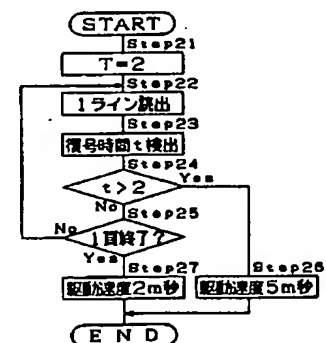 START
Step21
T=2
Step22
1ライン読出
Step23
復号時間t検出
Step24
t>2
Yes
No
Step25
No
1回終了?
Yes
Step27
Step26
駆動速度2m秒
駆動速度5m秒
END